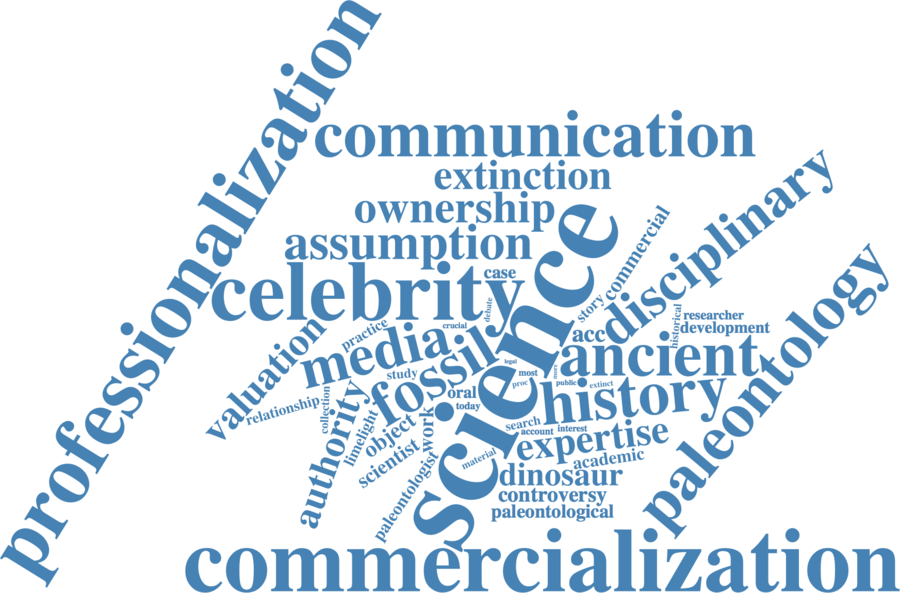 professionalization
communication
extinction
ownership
assumption
celebrity
case
science
commercial
story
disciplinary
debate
crucial
practice
media
valuation
fossil
study
relationship
collection
authority
limelight
object
work
scientist
paleontologist
oral
today
legal
most
proc
more
public
extinct
acc
historical
researcher
development
ancient
history
paleontology
search
account
interest
expertise
material
academic
dinosaur
controversy
paleontological
commercialization